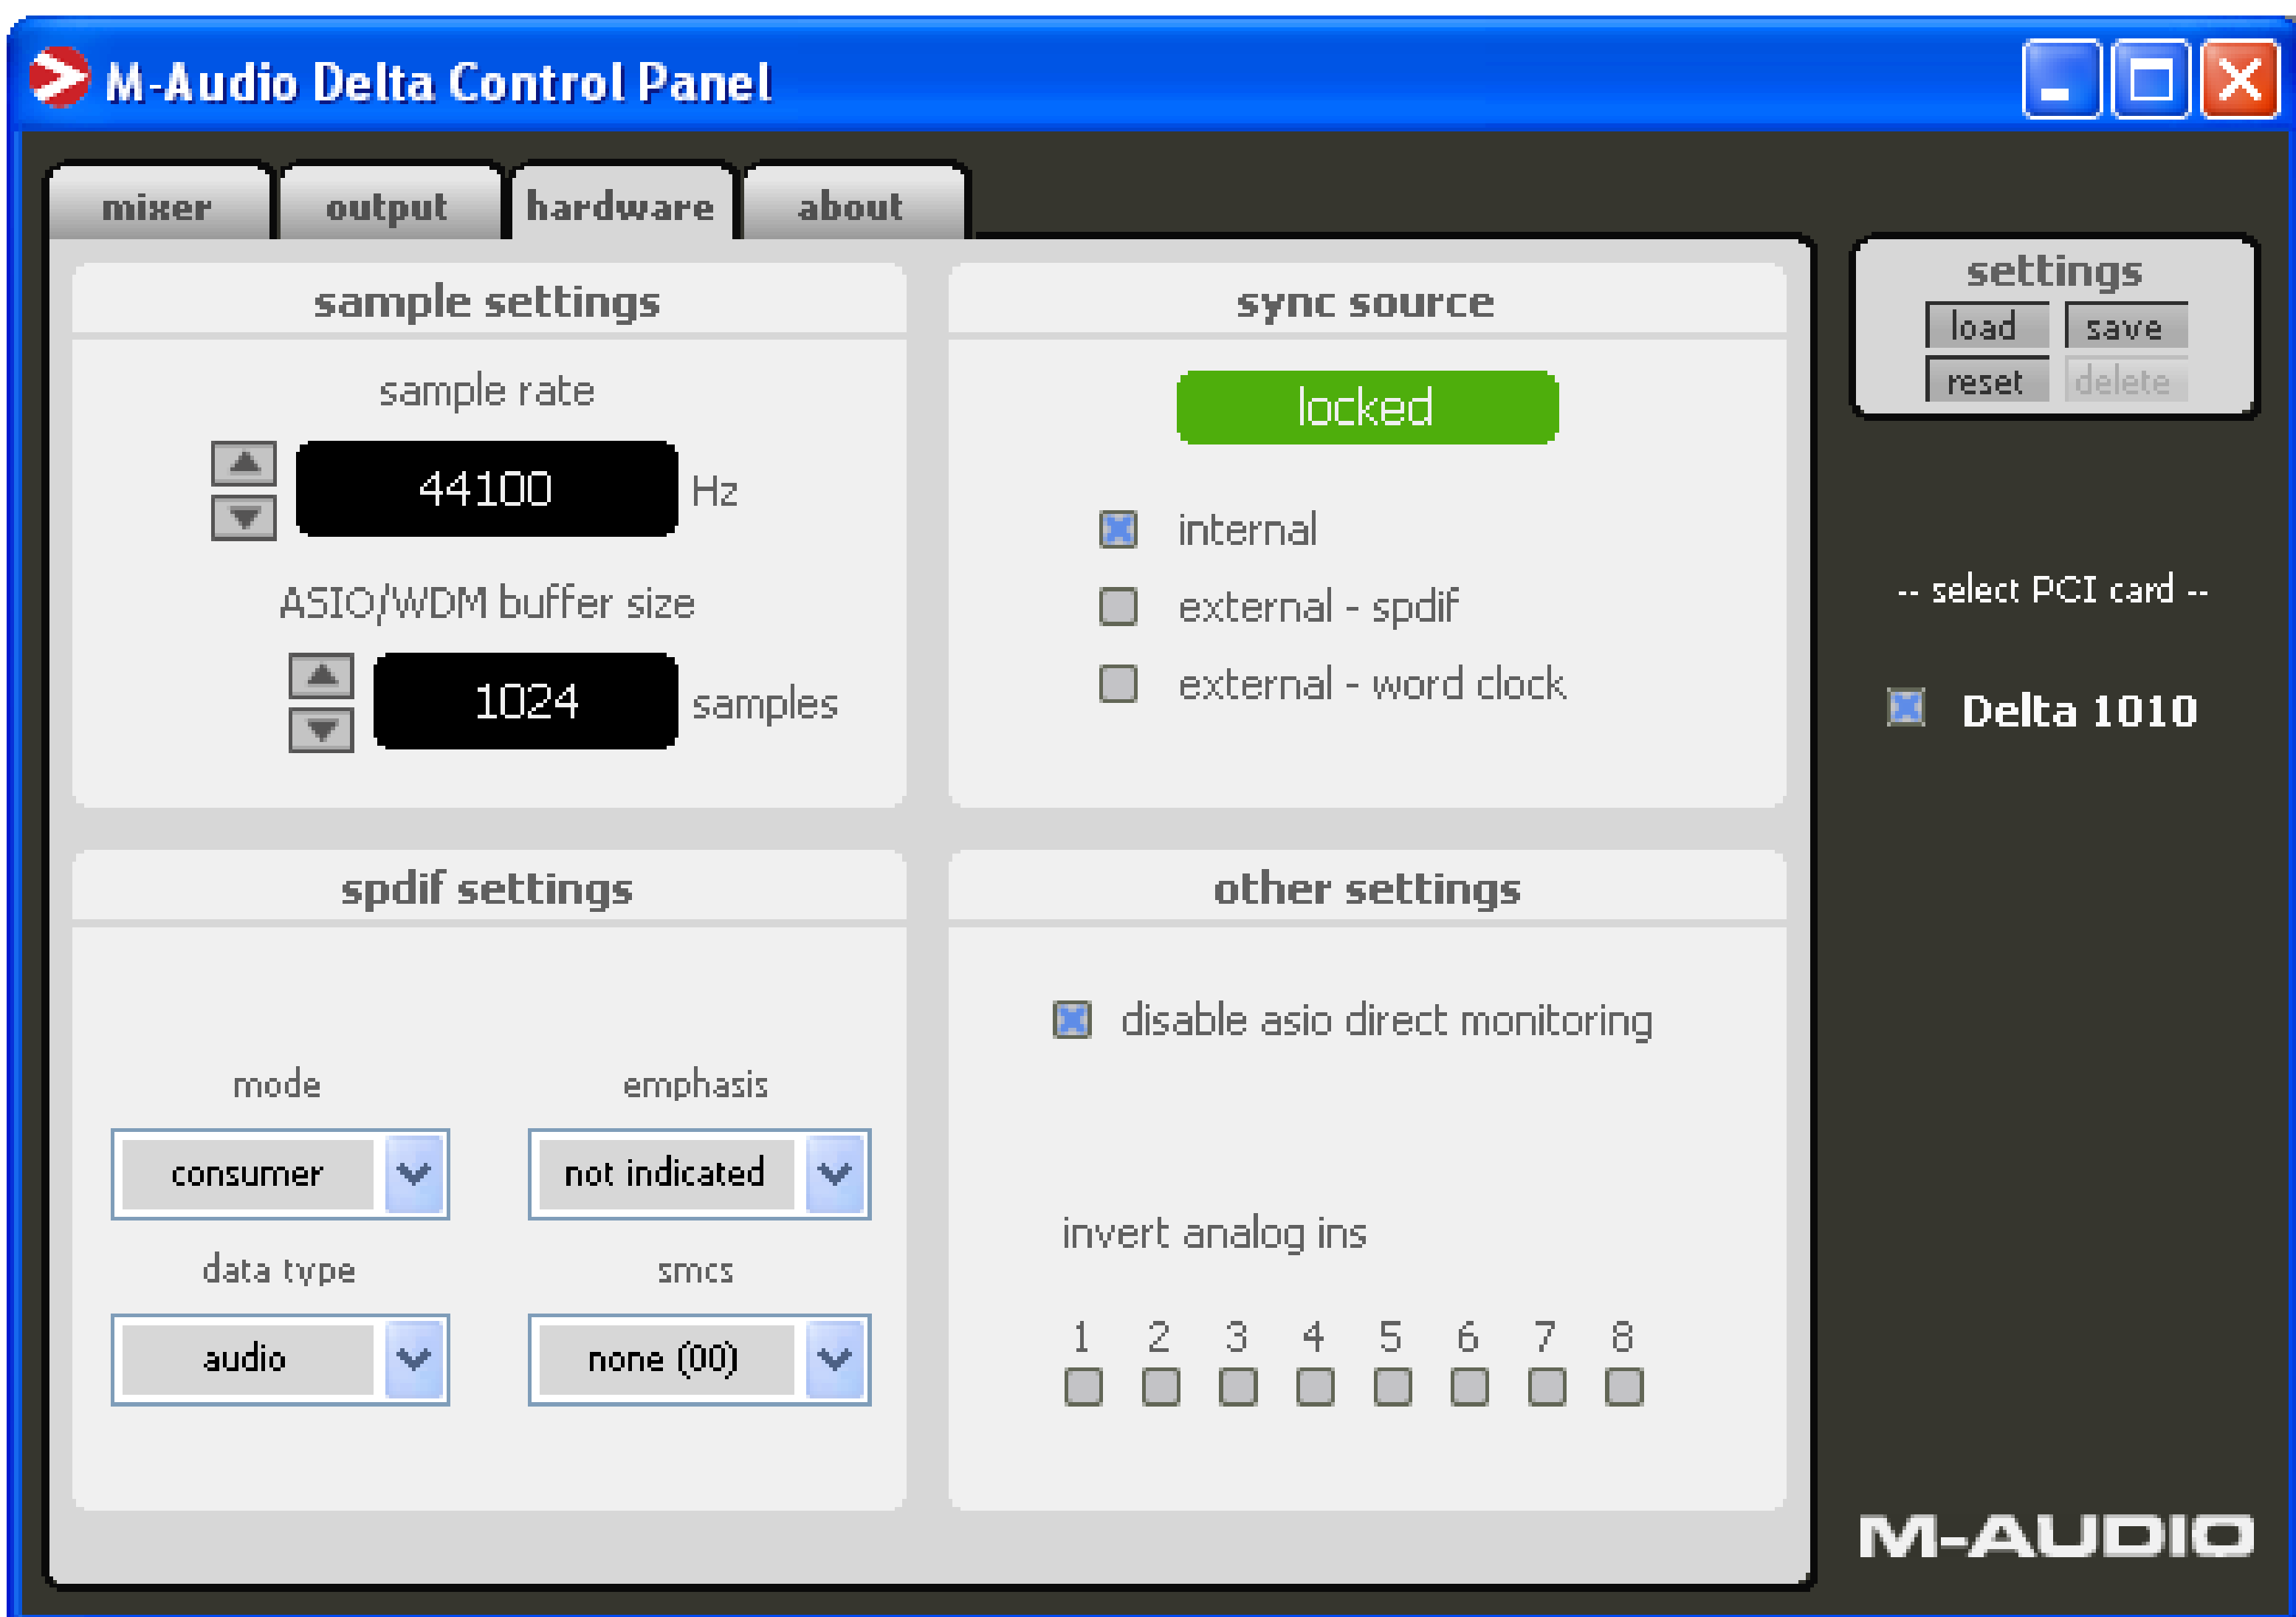 M-Audio Delta Control Panel
mixer output hardware about
sample settings
sample rate
44100 Hz
ASIO/WDM buffer size
1024 samples
sync source
locked
internal
external - spdif
external - word clock
spdif settings
mode emphasis
consumer not indicated
data type smcs
audio none (00)
other settings
disable asio direct monitoring
invert analog ins
1 2 3 4 5 6 7 8
settings
load save
reset delete
-- select PCI card --
Delta 1010
M-AUDIO